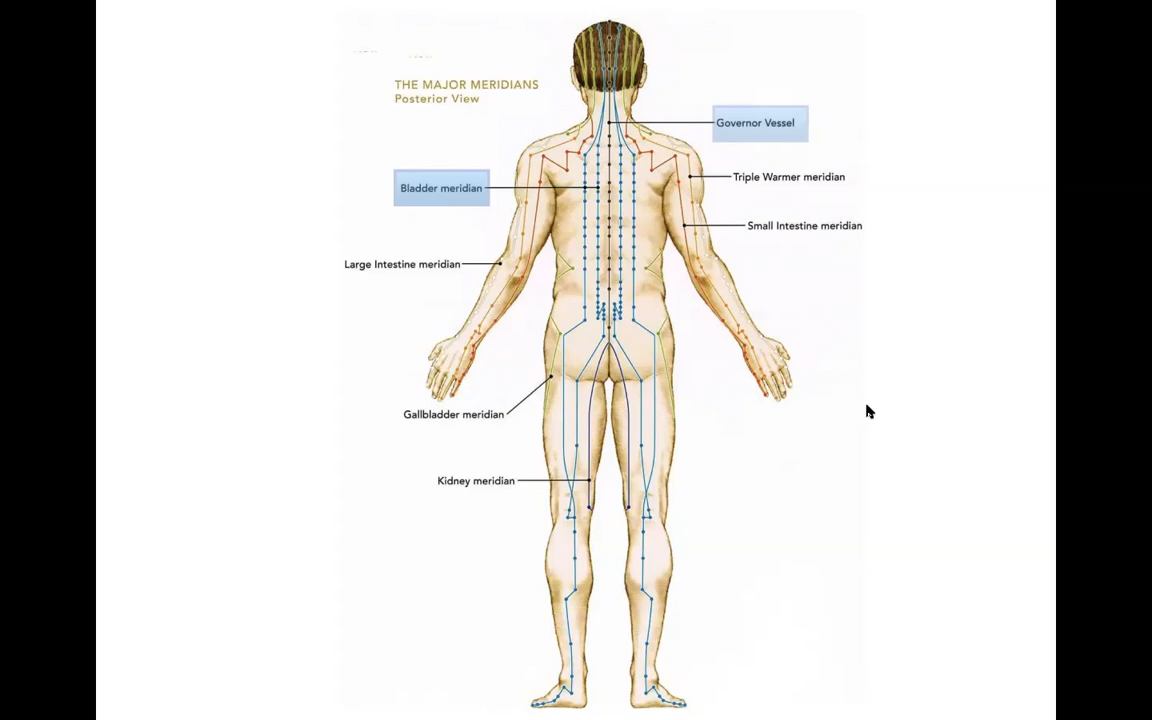 THE MAJOR MERIDIANS
Posterior View
Governor Vessel
Triple Warmer meridian
Bladder meridian
Small Intestine meridian
Large Intestine meridian
Gallbladder meridian
Kidney meridian